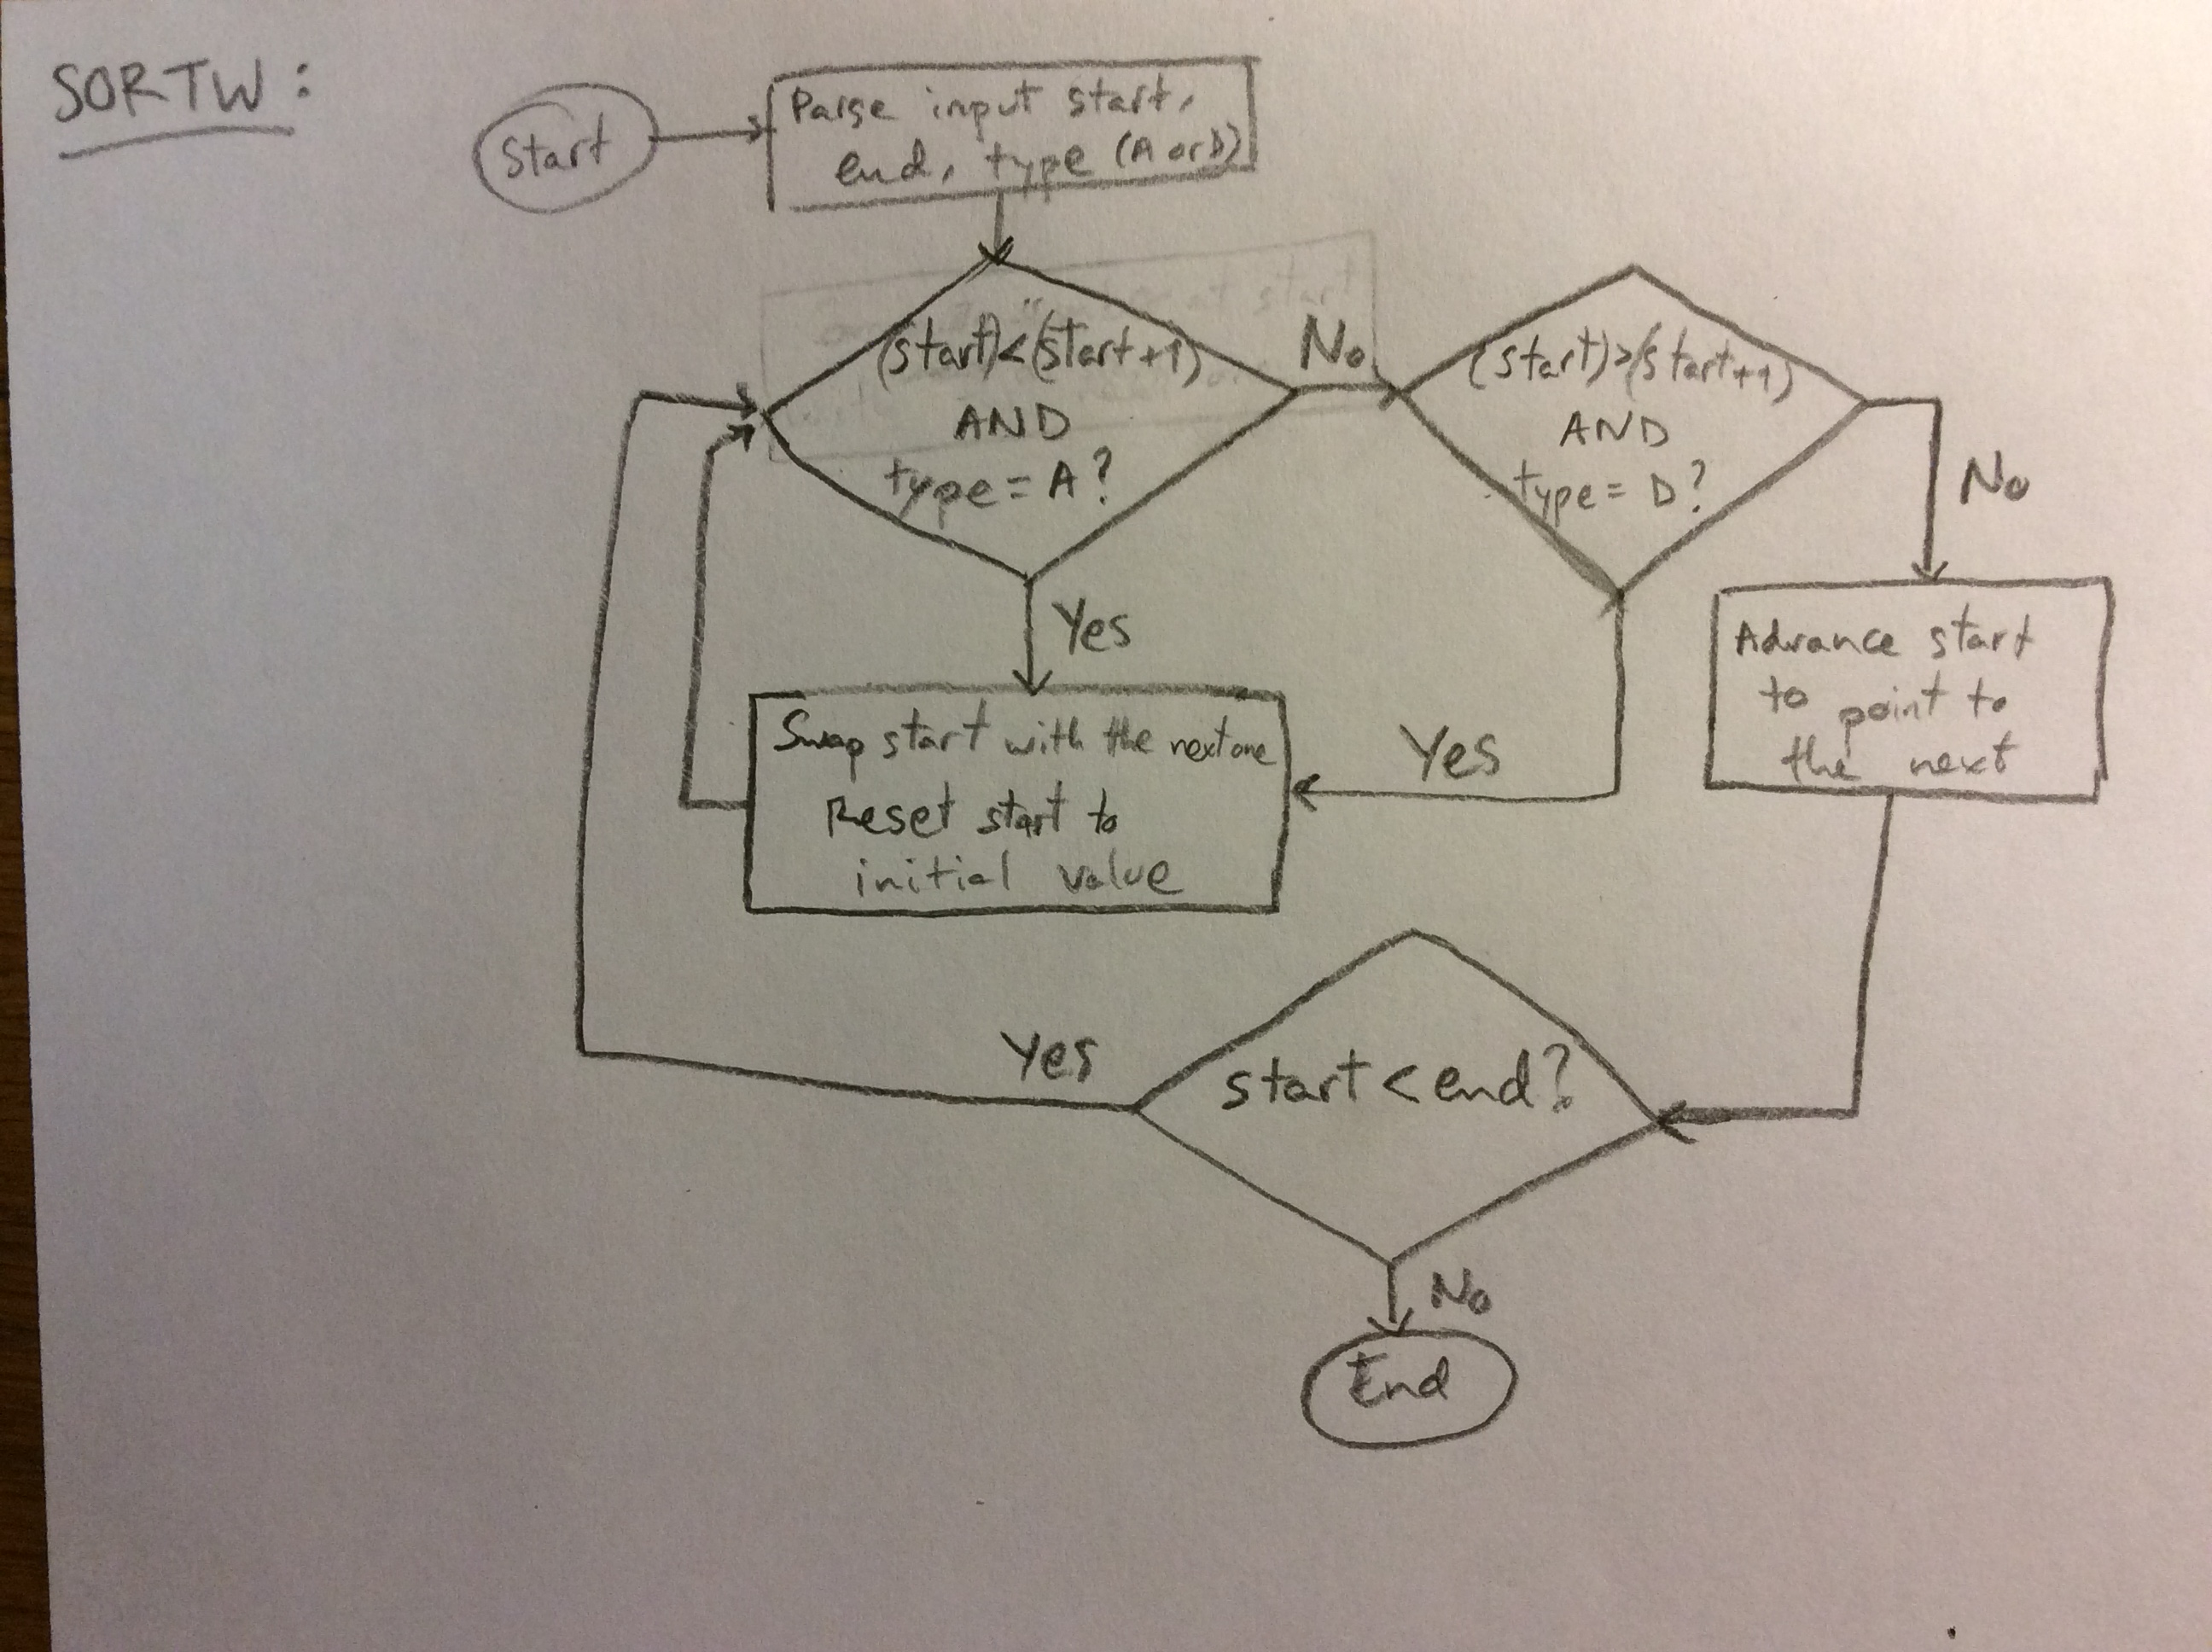 SORTW:
Start
Parse input start,
end, type (A or D)
(start)<(start+1)
AND
type = A?
No
(start)>(start+1)
AND
type = D?
No
Yes
Advance start
to point to
the next
Swap start with the next one
Reset start to
initial value
Yes
start < end?
Yes
No
End